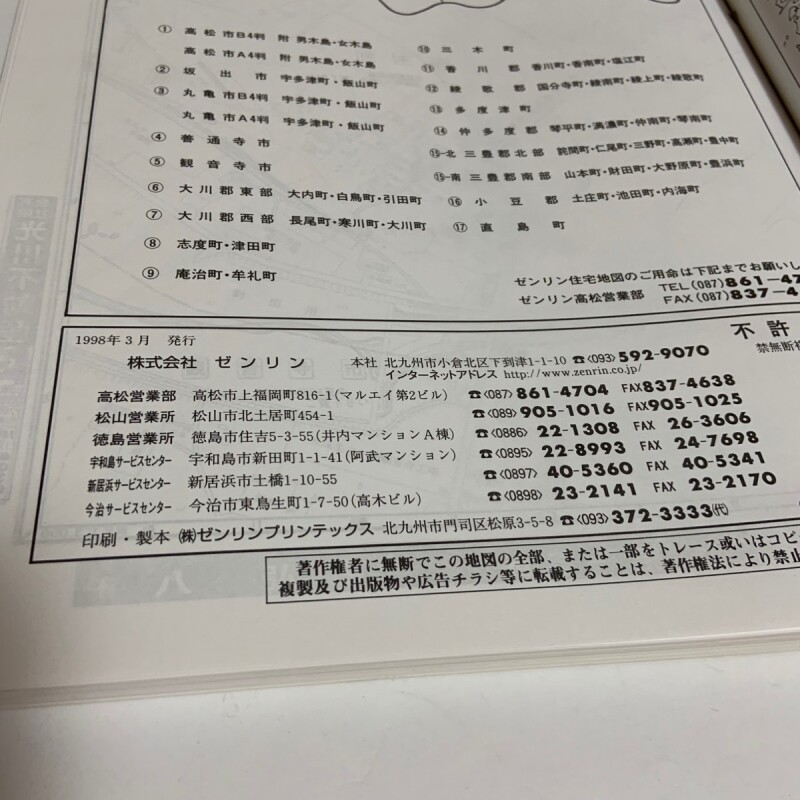 ① 高松市B4判 附 男木島・女木島
高松市A4判 附 男木島・女木島
② 坂出市 宇多津町・飯山町
③ 丸亀市B4判 宇多津町・飯山町
丸亀市A4判 宇多津町・飯山町
④ 善通寺市
⑤ 観音寺市
⑥ 大川郡東部 大内町・白鳥町・引田町
⑦ 大川郡西部 長尾町・寒川町・大川町
⑧ 志度町・津田町
⑨ 庵治町・牟礼町
⑩ 三木町
⑪ 香川郡 香川町・香南町・塩江町
⑫ 綾歌郡 国分寺町・綾南町・綾上町・綾歌町
⑬ 多度津町
⑭ 仲多度郡 琴平町・満濃町・仲南町・琴南町
⑮-北 三豊郡北部 詫間町・仁尾町・三野町・高瀬町・豊中町
⑮-南 三豊郡南部 山本町・財田町・大野原町・豊浜町
⑯ 小豆郡 土庄町・池田町・内海町
⑰ 直島町
ゼンリン住宅地図のご用命は下記までお願いし
ゼンリン高松営業部 TEL(087)861-47
FAX(087)837-4
1998年3月 発行
不許
禁無断複
株式会社 ゼンリン 本社 北九州市小倉北区下到津1-1-10 ☎〈093〉592-9070
インターネットアドレス http://www.zenrin.co.jp/
高松営業部 高松市上福岡町816-1(マルエイ第2ビル) ☎〈087〉861-4704 FAX837-4638
松山営業所 松山市北土居町454-1 ☎〈089〉905-1016 FAX905-1025
徳島営業所 徳島市住吉5-3-55(井内マンションA棟) ☎〈0886〉22-1308 FAX 26-3606
宇和島サービスセンター 宇和島市新田町1-1-41(阿武マンション) ☎〈0895〉22-8993 FAX 24-7698
新居浜サービスセンター 新居浜市土橋1-10-55 ☎〈0897〉40-5360 FAX 40-5341
今治サービスセンター 今治市東鳥生町1-7-50(高木ビル) ☎〈0898〉23-2141 FAX 23-2170
印刷・製本 ㈱ゼンリンプリンテックス 北九州市門司区松原3-5-8 ☎〈093〉372-3333㈹
著作権者に無断でこの地図の全部、または一部をトレース或いはコピ
複製及び出版物や広告チラシ等に転載することは、著作権法により禁止